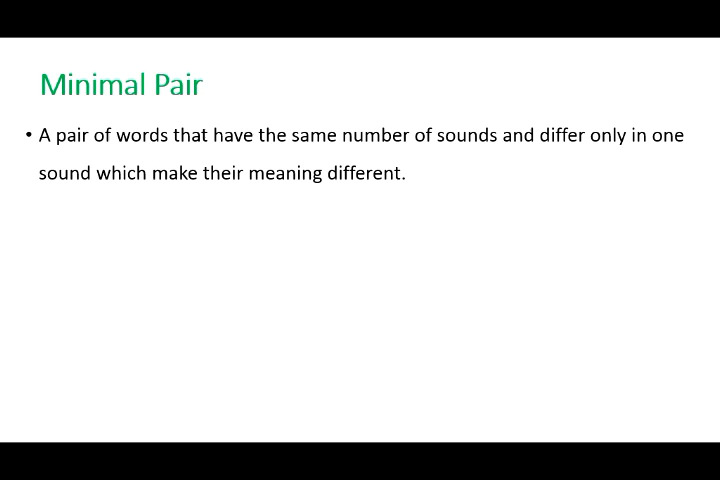 Minimal Pair
• A pair of words that have the same number of sounds and differ only in one
sound which make their meaning different.